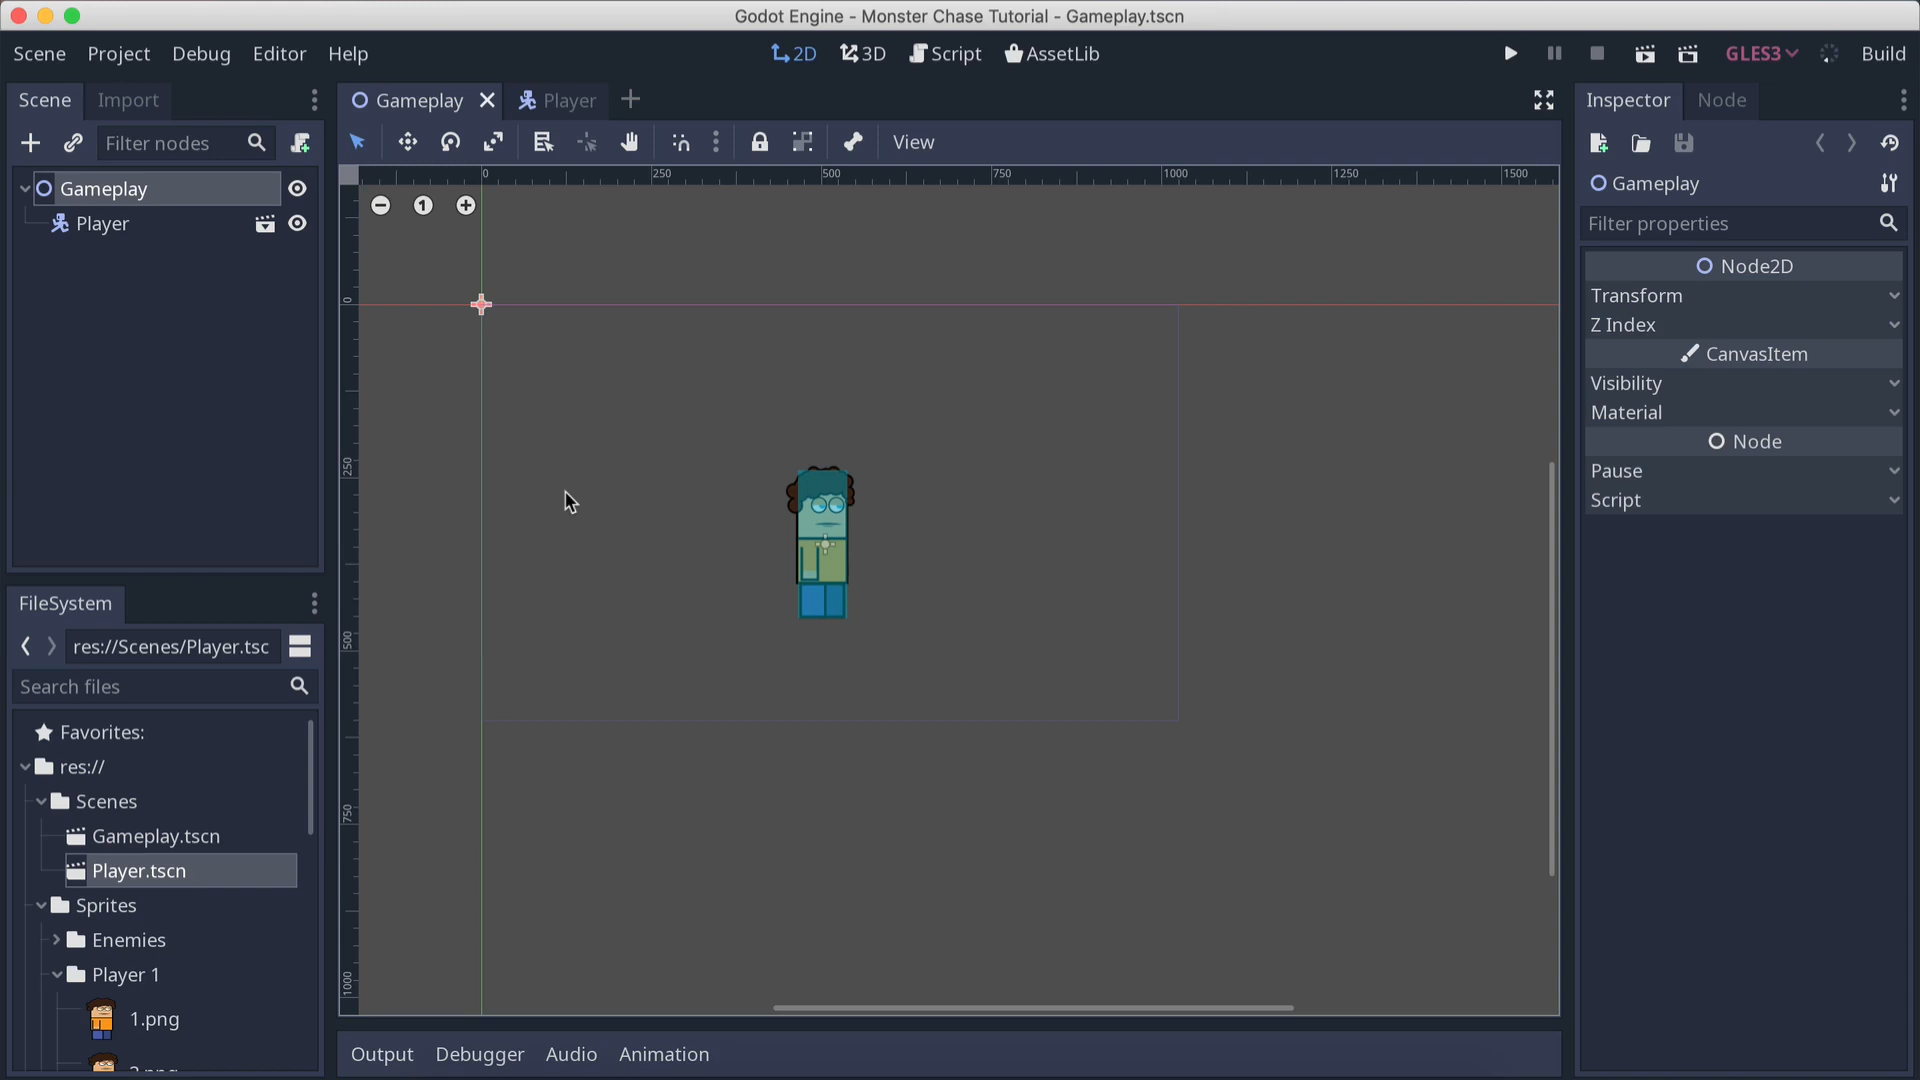 Godot Engine - Monster Chase Tutorial - Gameplay.tscn
Scene Project Debug Editor Help
2D 3D Script AssetLib
GLES3 Build
Scene Import
Gameplay Player
Inspector Node
Filter nodes
View
Gameplay
Player
0 250 500 750 1000 1250 1500
1
0
250
500
750
1000
Gameplay
Filter properties
Node2D
Transform
Z Index
CanvasItem
Visibility
Material
Node
Pause
Script
FileSystem
res://Scenes/Player.tsc
Search files
Favorites:
res://
Scenes
Gameplay.tscn
Player.tscn
Sprites
Enemies
Player 1
1.png
Output Debugger Audio Animation